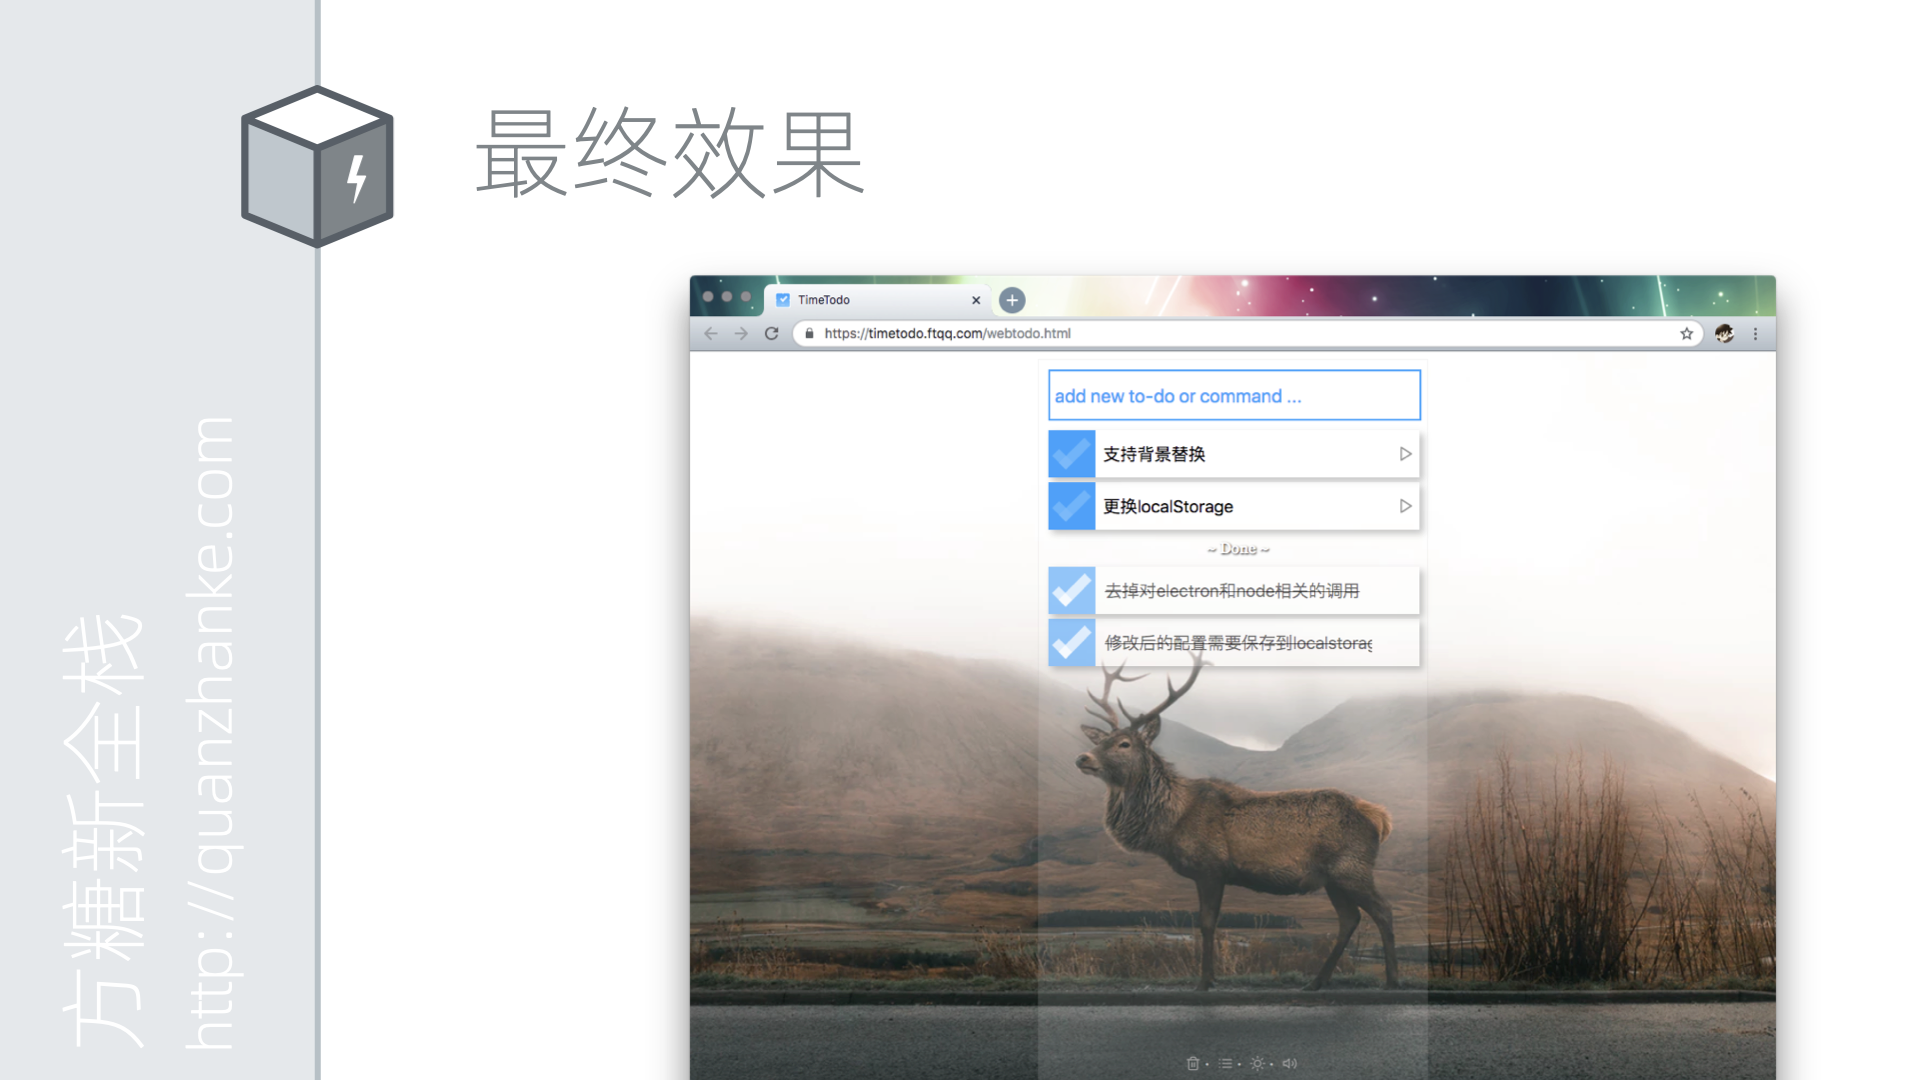 最终效果
TimeTodo
https://timetodo.ftqq.com/webtodo.html
add new to-do or command ...
支持背景替换
更换localStorage
~ Done ~
去掉对electron和node相关的调用
修改后的配置需要保存到localstorag
方糖新全栈
http://quanzhanke.com